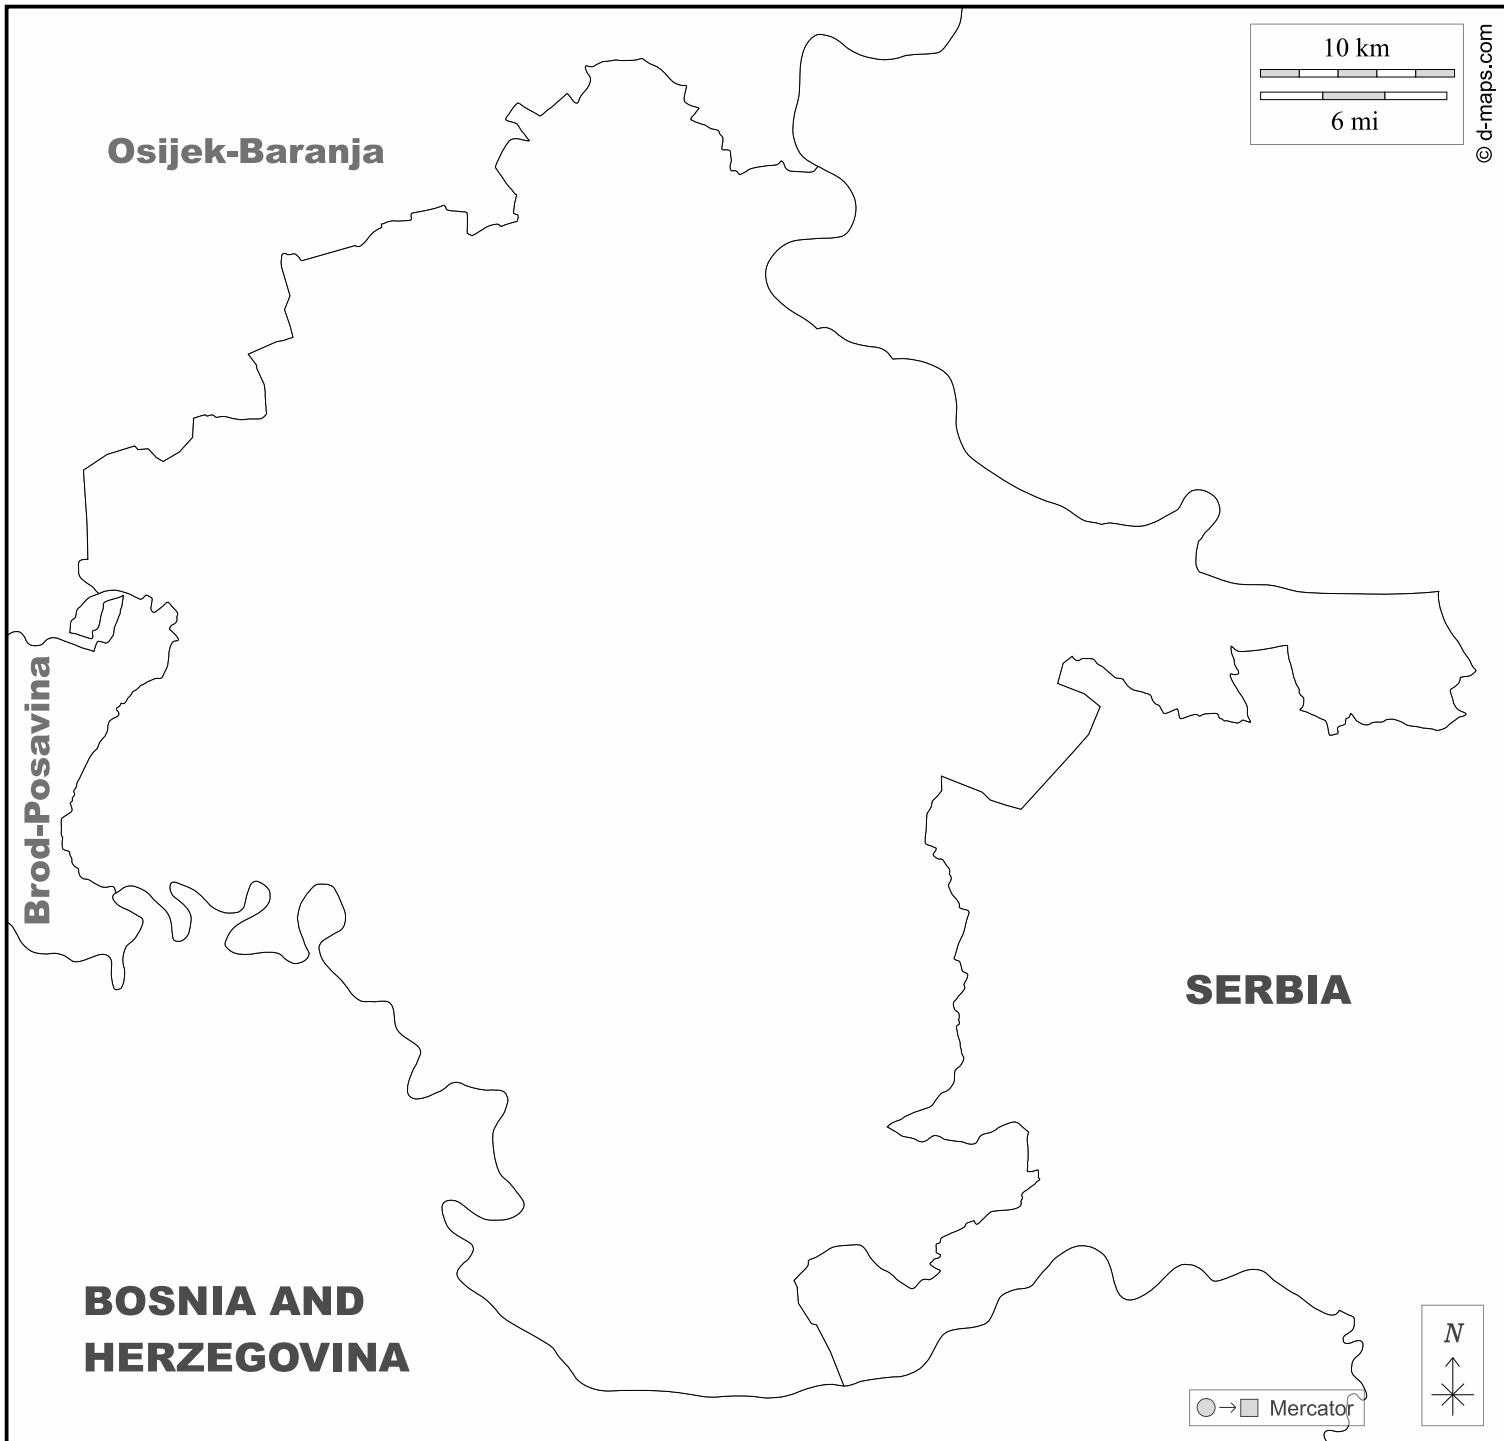 10 km
6 mi
© d-maps.com
Osijek-Baranja
Brod-Posavina
SERBIA
BOSNIA AND
HERZEGOVINA
N
Mercator